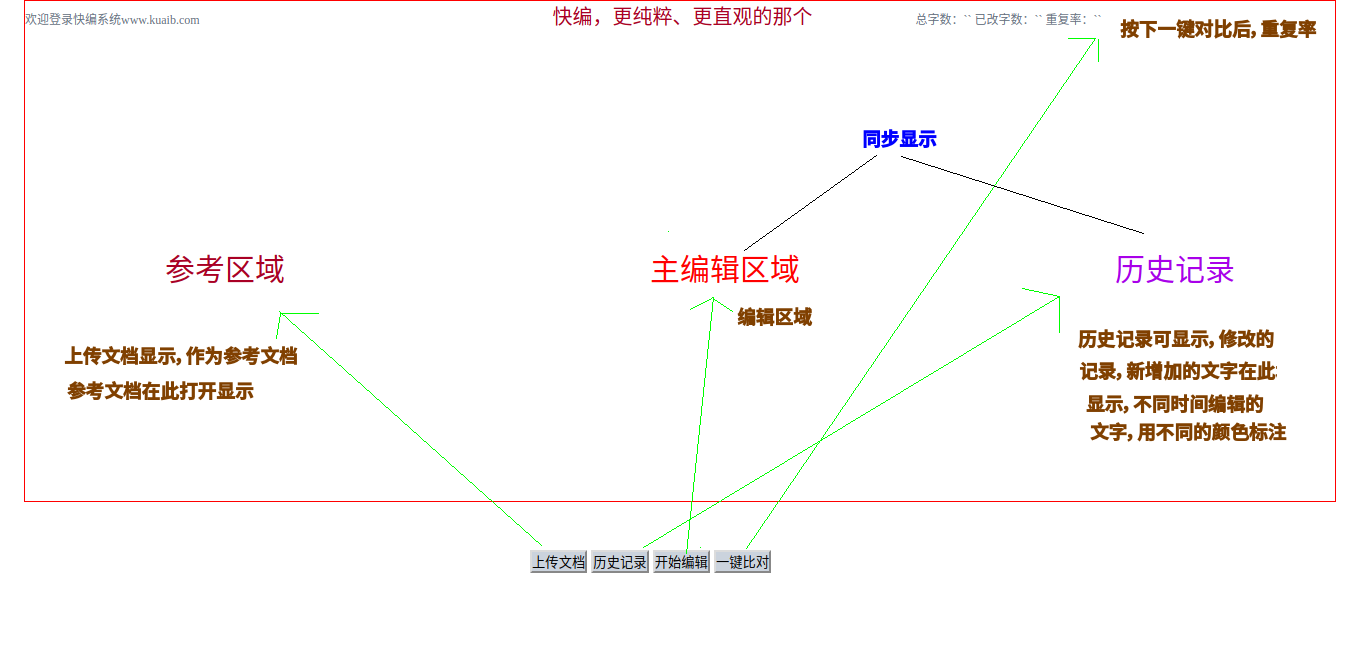 欢迎登录快编系统www.kuaib.com
快编，更纯粹、更直观的那个
总字数：`` 已改字数：`` 重复率：``
按下一键对比后, 重复率
同步显示
参考区域
主编辑区域
历史记录
编辑区域
上传文档显示, 作为参考文档
参考文档在此打开显示
历史记录可显示, 修改的
记录, 新增加的文字在此
显示, 不同时间编辑的
文字, 用不同的颜色标注
上传文档 历史记录 开始编辑 一键比对